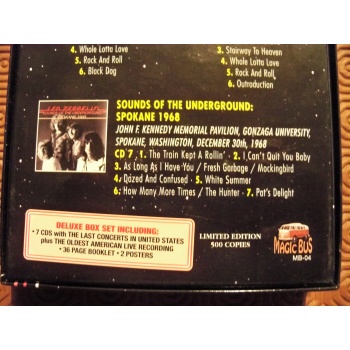 4. Whole Lotta Love
5. Rock And Roll
6. Black Dog
3. Stairway To Heaven
4. Whole Lotta Love
5. Rock And Roll
6. Outroduction
LED ZEPPELIN
SOUNDS OF THE UNDERGROUND:
SPOKANE 1968
JOHN F. KENNEDY MEMORIAL PAVILION, GONZAGA UNIVERSITY,
SPOKANE, WASHINGTON, DECEMBER 30th, 1968
CD 7 1. The Train Kept A Rollin' · 2. I Can't Quit You Baby
3. As Long As I Have You / Fresh Garbage / Mockingbird
4. Dazed And Confused · 5. White Summer
6. How Many More Times / The Hunter · 7. Pat's Delight
DELUXE BOX SET INCLUDING:
• 7 CDs with THE LAST CONCERTS IN UNITED STATES
plus THE OLDEST AMERICAN LIVE RECORDING
• 36 PAGE BOOKLET • 2 POSTERS
LIMITED EDITION
500 COPIES
MAGIC BUS
MB-04